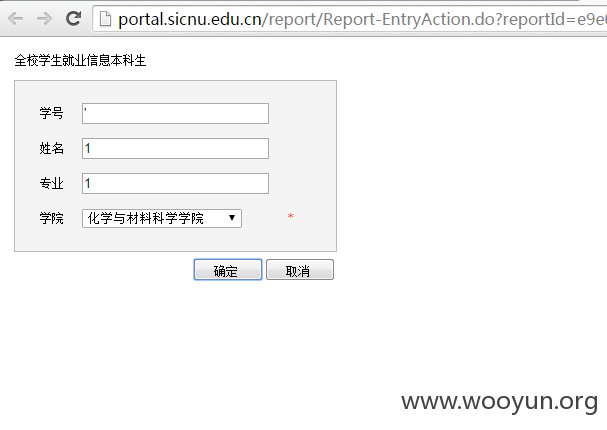 portal.sicnu.edu.cn/report/Report-EntryAction.do?reportId=e9e
全校学生就业信息本科生
学号 '
姓名 1
专业 1
学院 化学与材料科学学院 *
确定 取消
www.wooyun.org